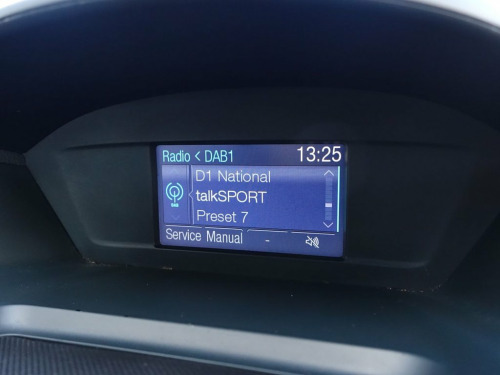 Radio < DAB1 13:25
D1 National
talkSPORT
Preset 7
Service Manual -